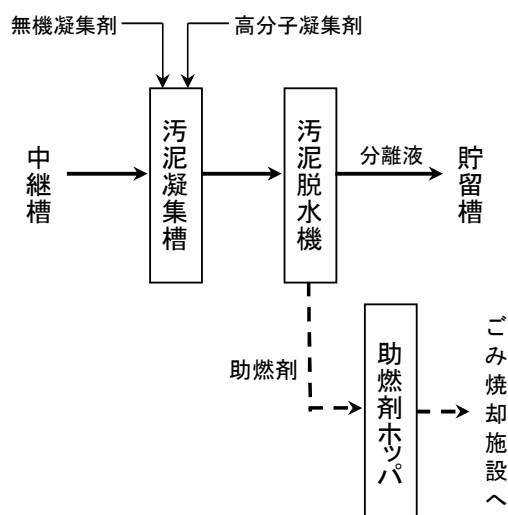 無機凝集剤
高分子凝集剤
中継槽
汚泥凝集槽
汚泥脱水機
分離液
貯留槽
助燃剤
助燃剤ホッパ
ごみ焼却施設へ